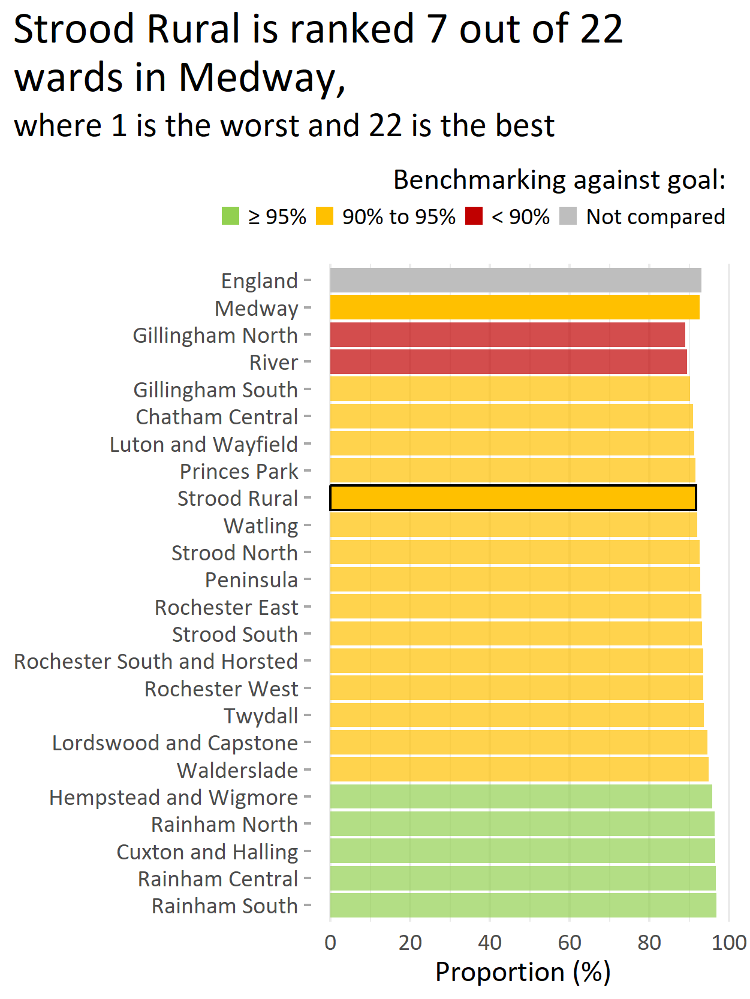 Strood Rural is ranked 7 out of 22
wards in Medway,
where 1 is the worst and 22 is the best
Benchmarking against goal:
≥ 95% 90% to 95% < 90% Not compared
England
Medway
Gillingham North
River
Gillingham South
Chatham Central
Luton and Wayfield
Princes Park
Strood Rural
Watling
Strood North
Peninsula
Rochester East
Strood South
Rochester South and Horsted
Rochester West
Twydall
Lordswood and Capstone
Walderslade
Hempstead and Wigmore
Rainham North
Cuxton and Halling
Rainham Central
Rainham South
0 20 40 60 80 100
Proportion (%)